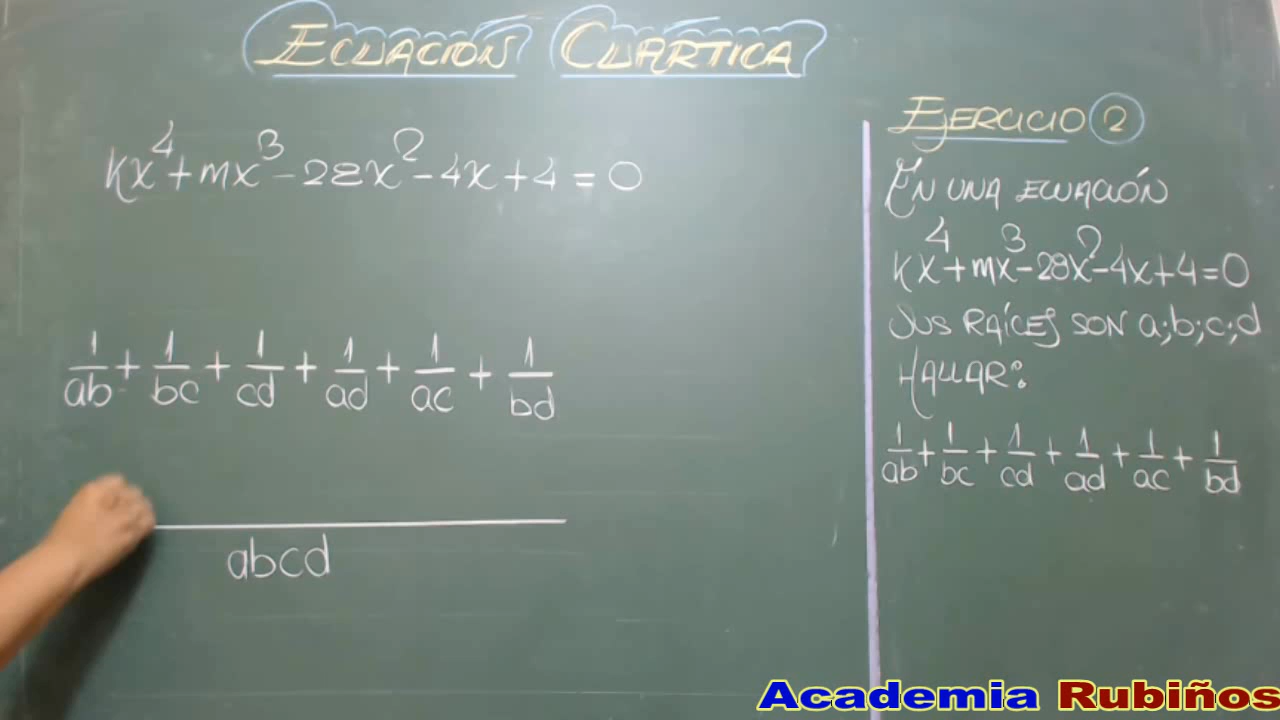 ECUACIÓN CUÁRTICA
kx⁴+mx³-28x²-4x+4=0
1/ab + 1/bc + 1/cd + 1/ad + 1/ac + 1/bd
abcd
EJERCICIO 2
EN UNA ECUACIÓN
kx⁴+mx³-28x²-4x+4=0
SUS RAÍCES SON a;b;c;d
HALLAR:
1/ab + 1/bc + 1/cd + 1/ad + 1/ac + 1/bd
Academia Rubiños